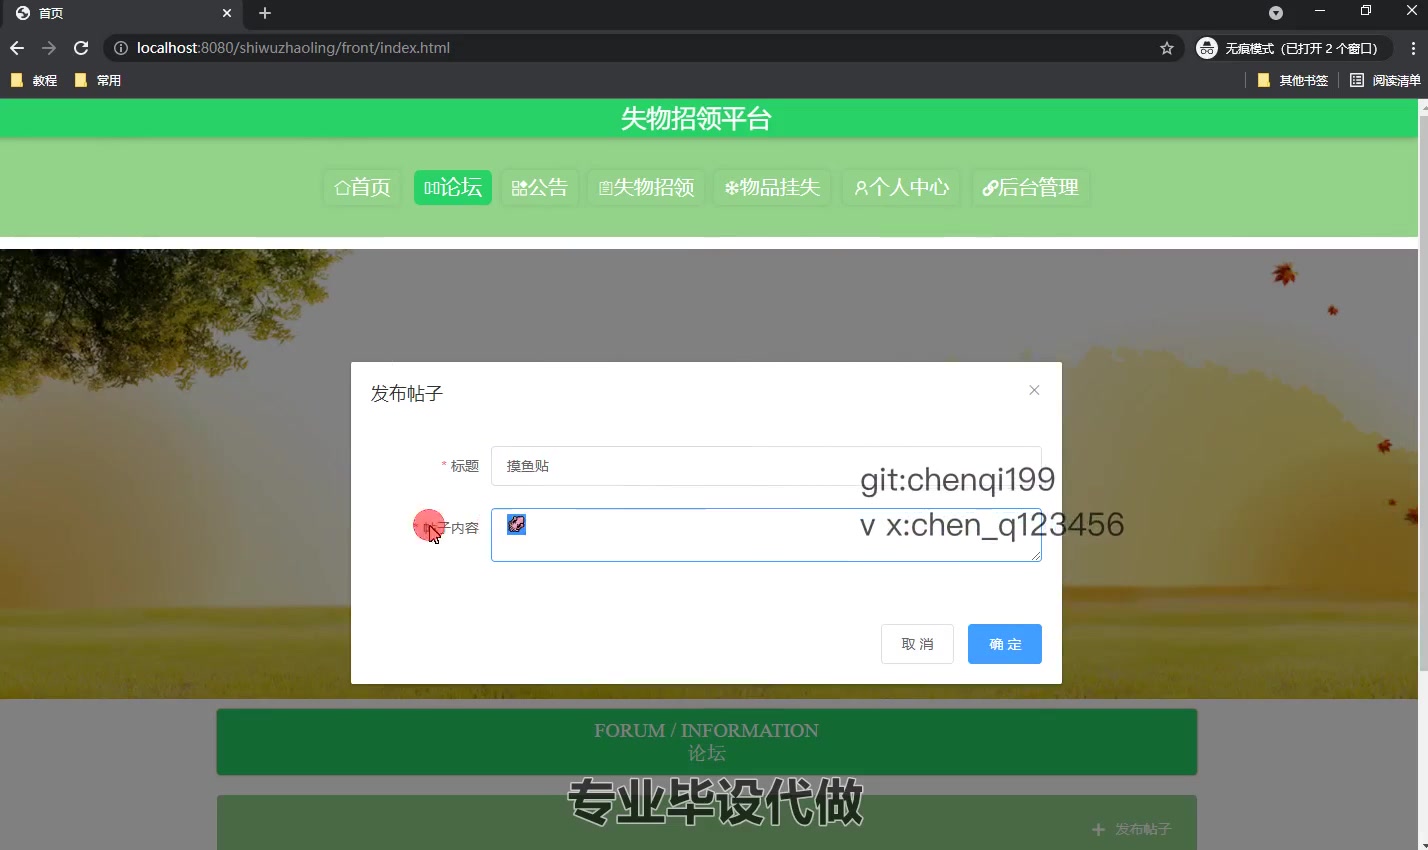 首页
localhost:8080/shiwuzhaoling/front/index.html
无痕模式（已打开 2 个窗口）
教程
常用
其他书签
阅读清单
失物招领平台
首页
论坛
公告
失物招领
物品挂失
个人中心
后台管理
发布帖子
* 标题
摸鱼贴
git:chenqi199
* 帖子内容
v x:chen_q123456
取 消
确 定
FORUM / INFORMATION
论坛
专业毕设代做
发布帖子